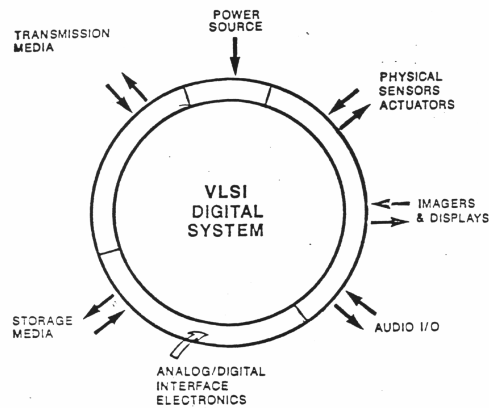 POWER
SOURCE
TRANSMISSION
MEDIA
PHYSICAL
SENSORS
ACTUATORS
VLSI
DIGITAL
SYSTEM
IMAGERS
& DISPLAYS
STORAGE
MEDIA
AUDIO I/O
ANALOG/DIGITAL
INTERFACE
ELECTRONICS